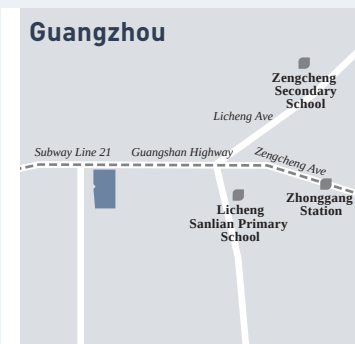 Guangzhou
Zengcheng
Secondary
School
Licheng Ave
Subway Line 21
Guangshan Highway
Zengcheng Ave
Zhonggang
Station
Licheng
Sanlian Primary
School